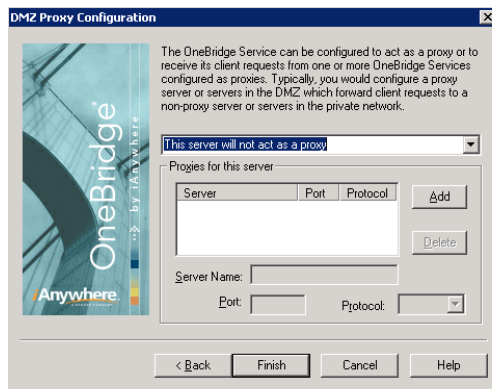 DMZ Proxy Configuration
The OneBridge Service can be configured to act as a proxy or to
receive its client requests from one or more OneBridge Services
configured as proxies. Typically, you would configure a proxy
server or servers in the DMZ which forward client requests to a
non-proxy server or servers in the private network.
This server will not act as a proxy
Proxies for this server
Server Port Protocol
Add
Delete
Server Name:
Port: Protocol:
OneBridge
by iAnywhere
iAnywhere
< Back Finish Cancel Help